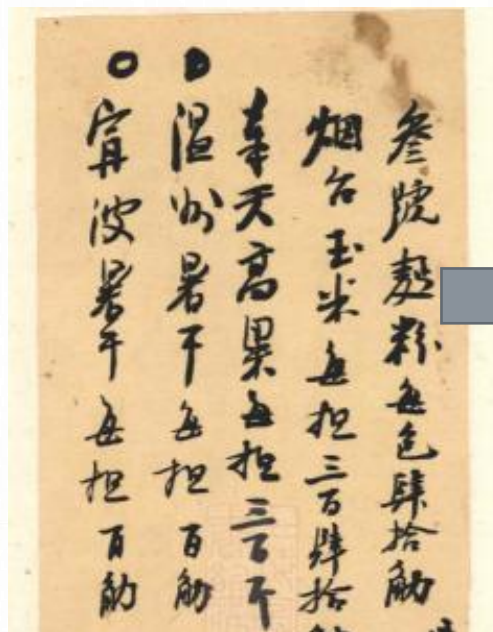 叁號麫粉每包肆拾觔
烟台玉米每担三百肆拾
奉天高粱每担三百斤
温州暑干每担百觔
寗波暑干每担百觔